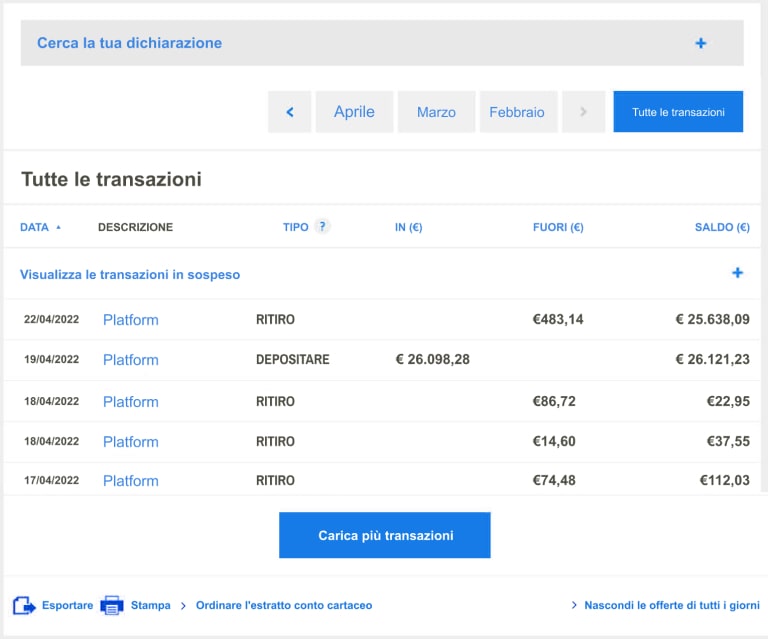 Cerca la tua dichiarazione +
< Aprile Marzo Febbraio > Tutte le transazioni
Tutte le transazioni
DATA ▲ DESCRIZIONE TIPO ? IN (€) FUORI (€) SALDO (€)
Visualizza le transazioni in sospeso +
22/04/2022 Platform RITIRO €483,14 € 25.638,09
19/04/2022 Platform DEPOSITARE € 26.098,28 € 26.121,23
18/04/2022 Platform RITIRO €86,72 €22,95
18/04/2022 Platform RITIRO €14,60 €37,55
17/04/2022 Platform RITIRO €74,48 €112,03
Carica più transazioni
Esportare Stampa > Ordinare l'estratto conto cartaceo > Nascondi le offerte di tutti i giorni